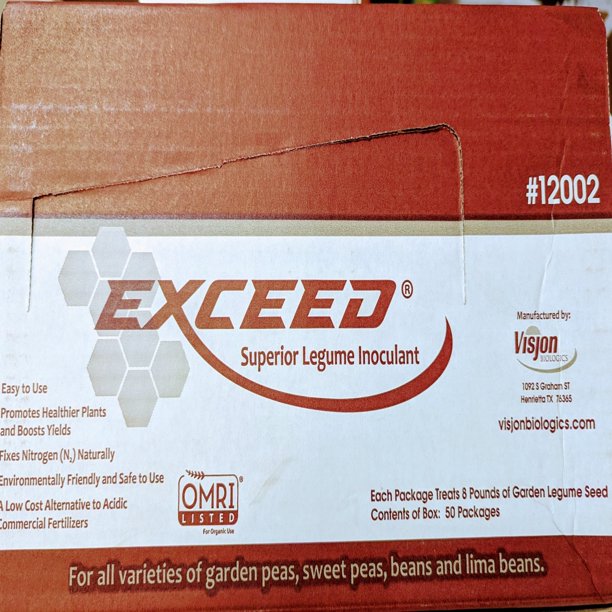 #12002
EXCEED®
Superior Legume Inoculant
Manufactured by:
Visjon
BIOLOGICS
1092 S Graham ST
Henrietta TX 76365
visjonbiologics.com
Easy to Use
Promotes Healthier Plants
and Boosts Yields
Fixes Nitrogen (N₂) Naturally
Environmentally Friendly and Safe to Use
A Low Cost Alternative to Acidic
Commercial Fertilizers
OMRI®
LISTED
For Organic Use
Each Package Treats 8 Pounds of Garden Legume Seed
Contents of Box: 50 Packages
For all varieties of garden peas, sweet peas, beans and lima beans.